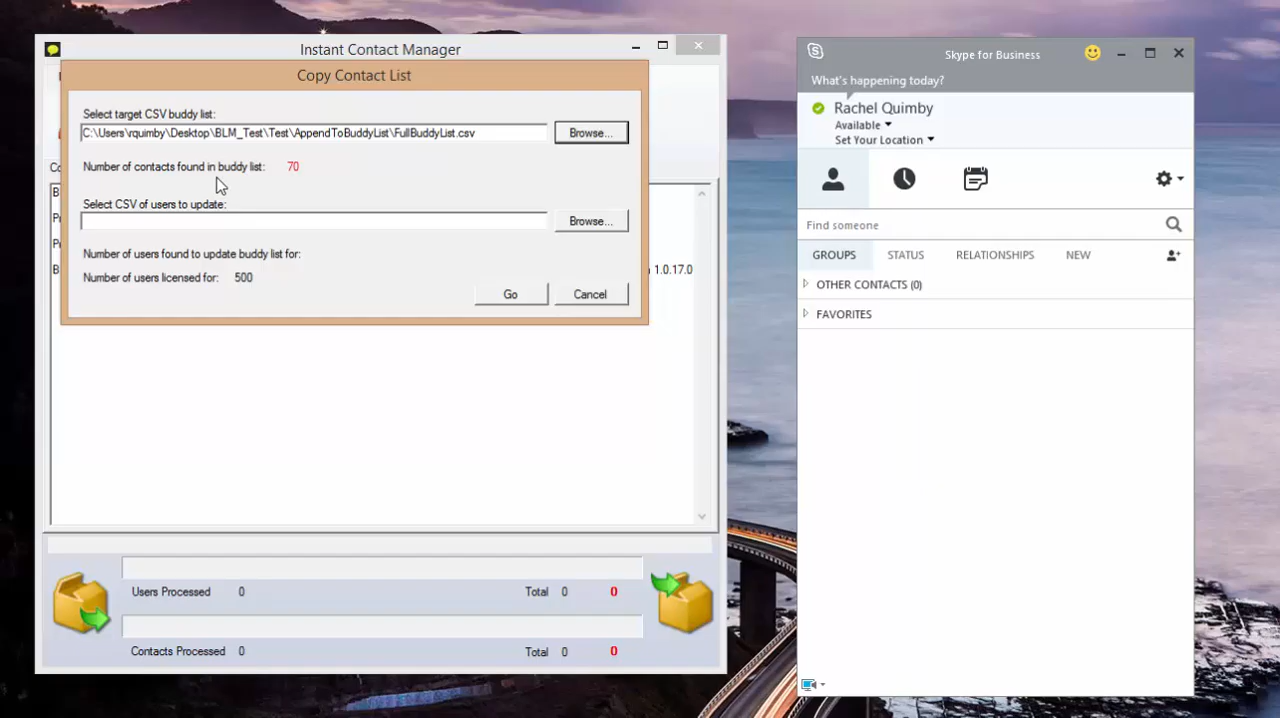 Instant Contact Manager
Copy Contact List
Select target CSV buddy list:
C:\Users\rquimby\Desktop\BLM_Test\Test\AppendToBuddyList\FullBuddyList.csv
Browse...
Number of contacts found in buddy list: 70
Select CSV of users to update:
Browse...
Number of users found to update buddy list for:
Number of users licensed for: 500
Go
Cancel
1.0.17.0
Users Processed 0 Total 0 0
Contacts Processed 0 Total 0 0
Skype for Business
What's happening today?
Rachel Quimby
Available
Set Your Location
Find someone
GROUPS STATUS RELATIONSHIPS NEW
OTHER CONTACTS (0)
FAVORITES